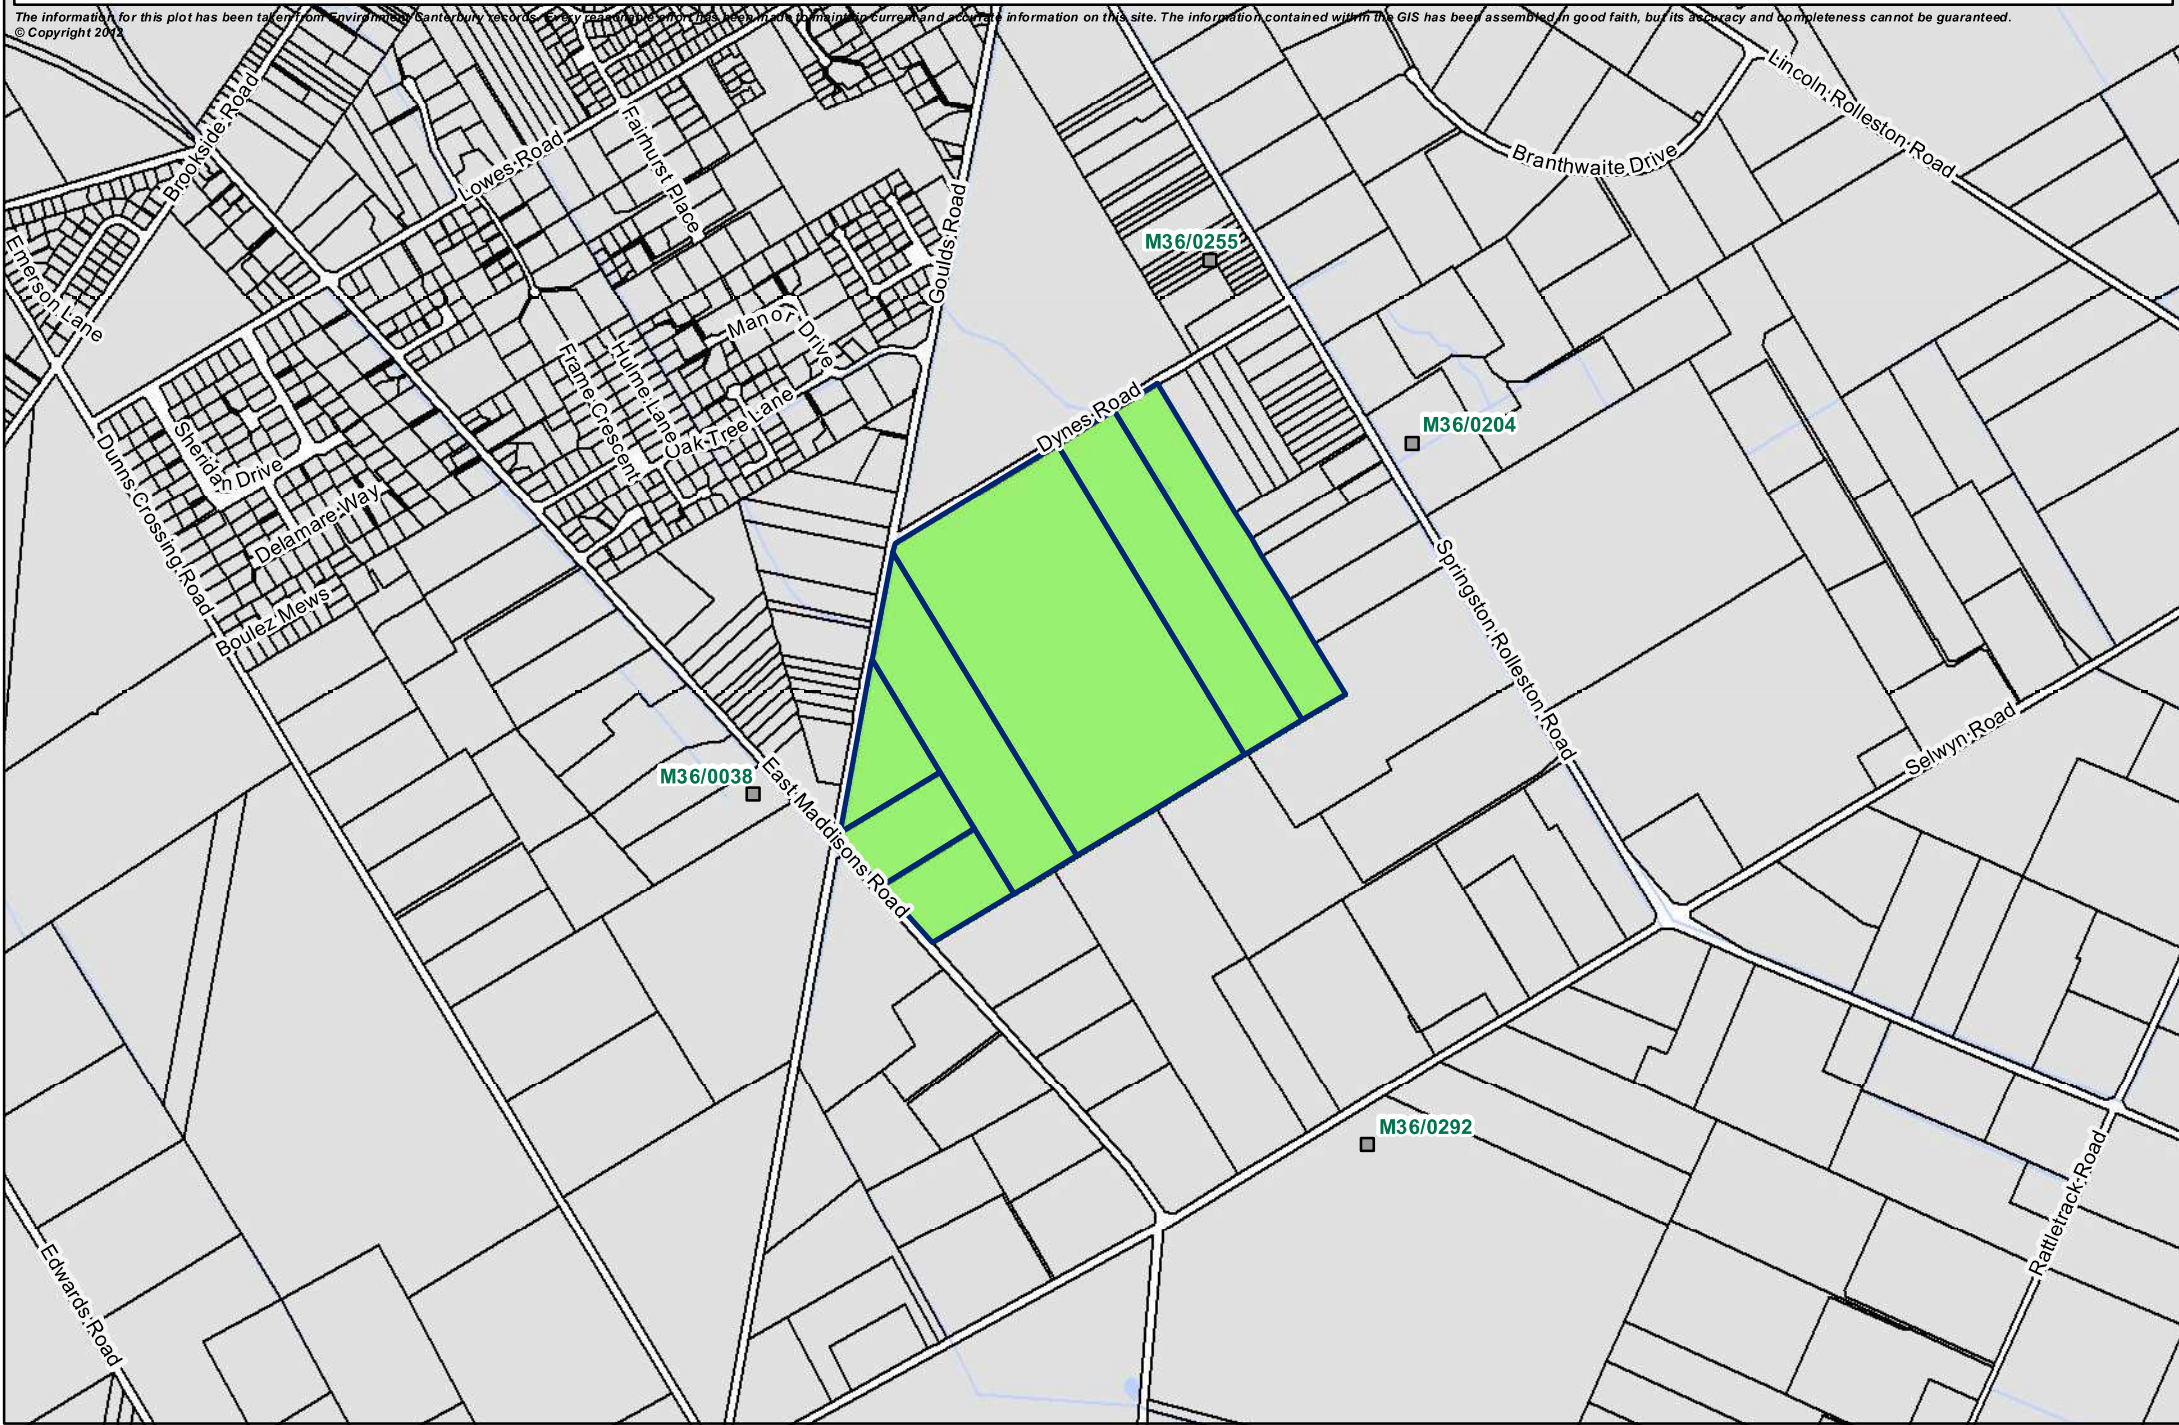 The information for this plot has been taken from Environment Canterbury records. Every reasonable effort has been made to maintain current and accurate information on this site. The information contained within the GIS has been assembled in good faith, but its accuracy and completeness cannot be guaranteed.
© Copyright 2012
Lincoln Rolleston Road
Brookside Road
Lowes Road
Fairhurst Place
Branthwaite Drive
Goulds Road
Emerson Lane
M36/0255
Manor Drive
Hulme Lane
Frame Crescent
Oak Tree Lane
Dynes Road
M36/0204
Sheridan Drive
Dunns Crossing Road
Delamare Way
Boulez Mews
Springston Rolleston Road
Selwyn Road
M36/0038
East Maddisons Road
M36/0292
Rattletrack Road
Edwards Road